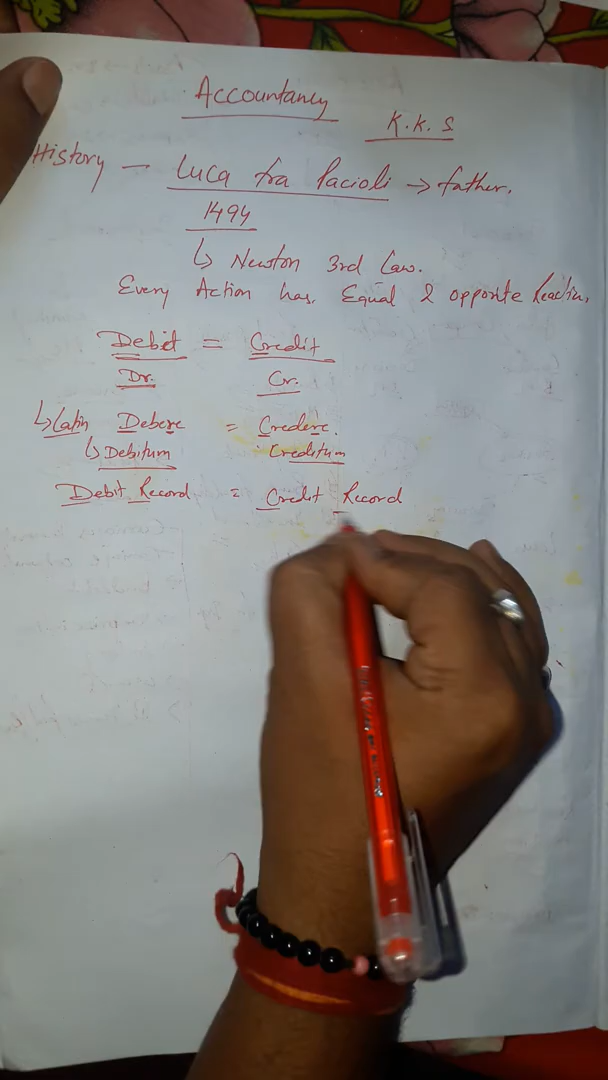 Accountancy
K.K.S
History - Luca fra Pacioli → father.
1494
↳ Newton 3rd Law.
Every Action has. Equal & opposite Reaction.
Debit = Credit
Dr. Cr.
↳ Latin Debere = Credere.
↳ Debitum Creditum
Debit Record = Credit Record